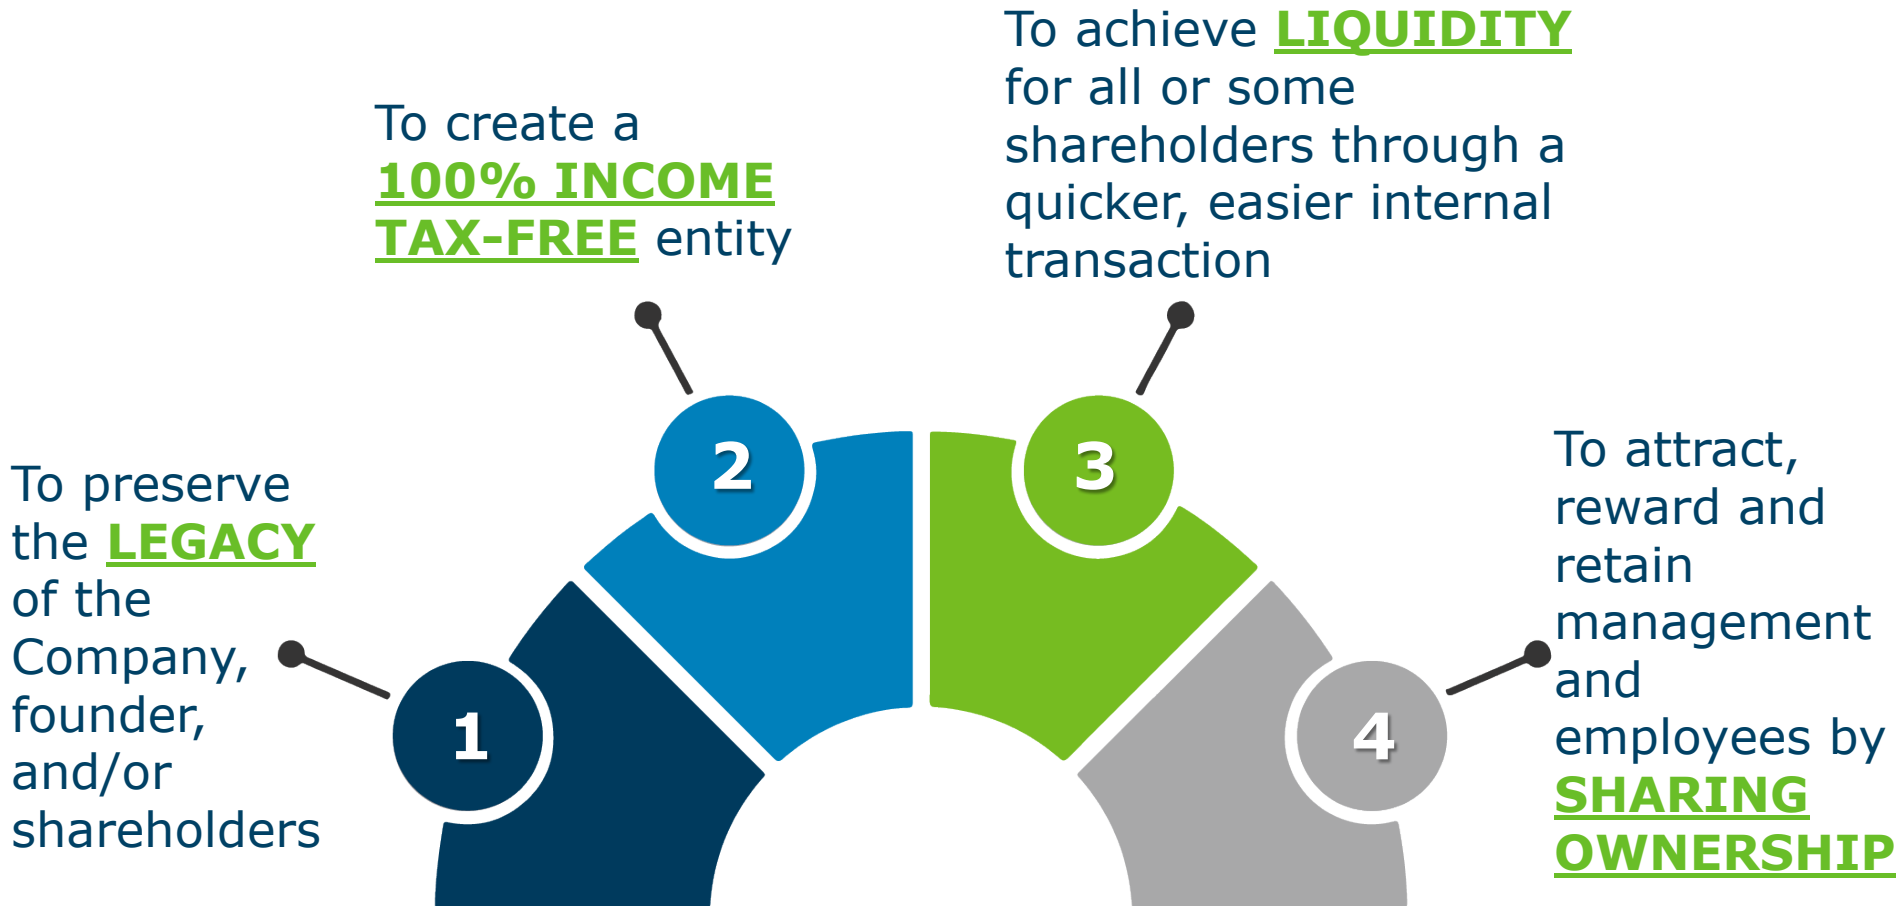 To preserve
the LEGACY
of the
Company,
founder,
and/or
shareholders
1
To create a
100% INCOME
TAX-FREE entity
2
To achieve LIQUIDITY
for all or some
shareholders through a
quicker, easier internal
transaction
3
To attract,
reward and
retain
management
and
employees by
SHARING
OWNERSHIP
4